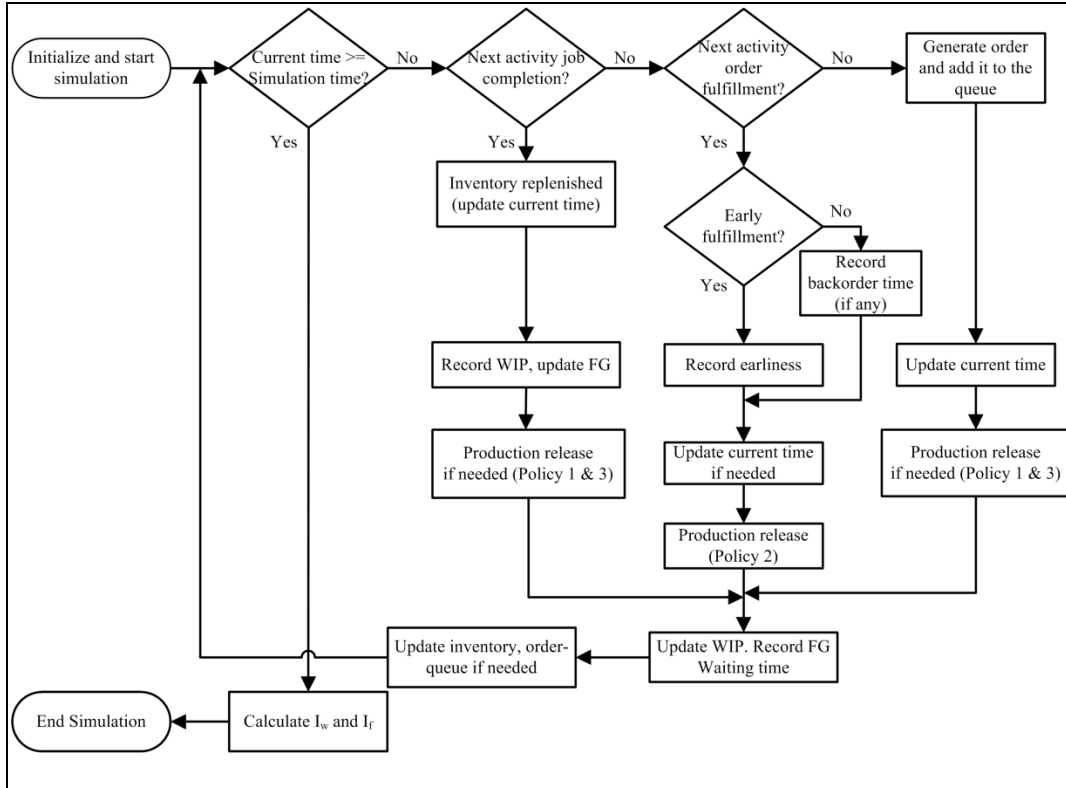 Initialize and start
simulation
Current time >=
Simulation time?
No
Next activity job
completion?
No
Next activity
order
fulfillment?
No
Generate order
and add it to the
queue
Yes
Yes
Yes
Inventory replenished
(update current time)
Early
fulfillment?
No
Record
backorder time
(if any)
Yes
Record WIP, update FG
Record earliness
Update current time
Production release
if needed (Policy 1 & 3)
Update current time
if needed
Production release
if needed (Policy 1 & 3)
Production release
(Policy 2)
Update inventory, order-
queue if needed
Update WIP. Record FG
Waiting time
End Simulation
Calculate Iw and If